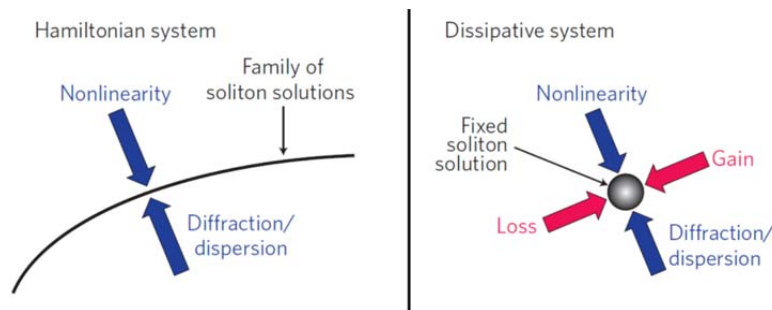 Hamiltonian system
Family of
soliton solutions
Nonlinearity
Diffraction/
dispersion
Dissipative system
Nonlinearity
Fixed
soliton
solution
Gain
Loss
Diffraction/
dispersion